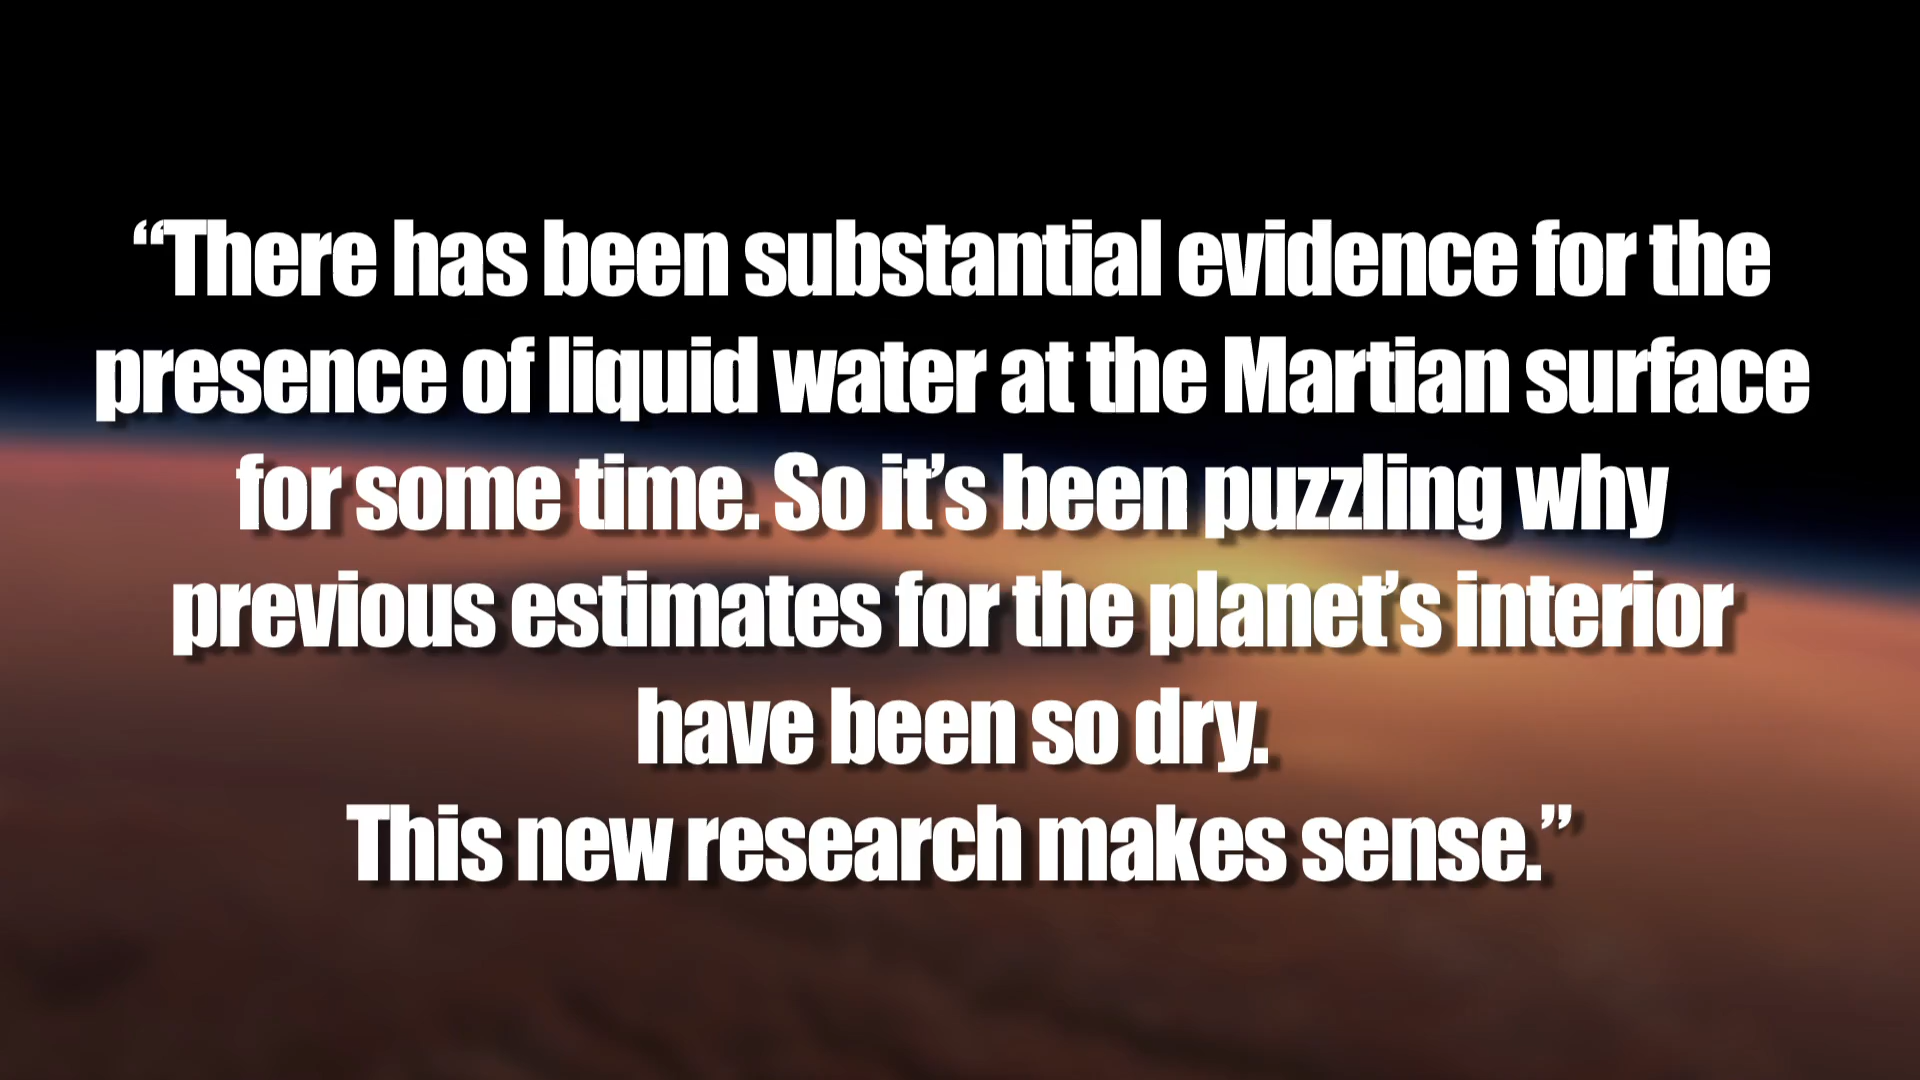 “There has been substantial evidence for the
presence of liquid water at the Martian surface
for some time. So it’s been puzzling why
previous estimates for the planet’s interior
have been so dry.
This new research makes sense.”